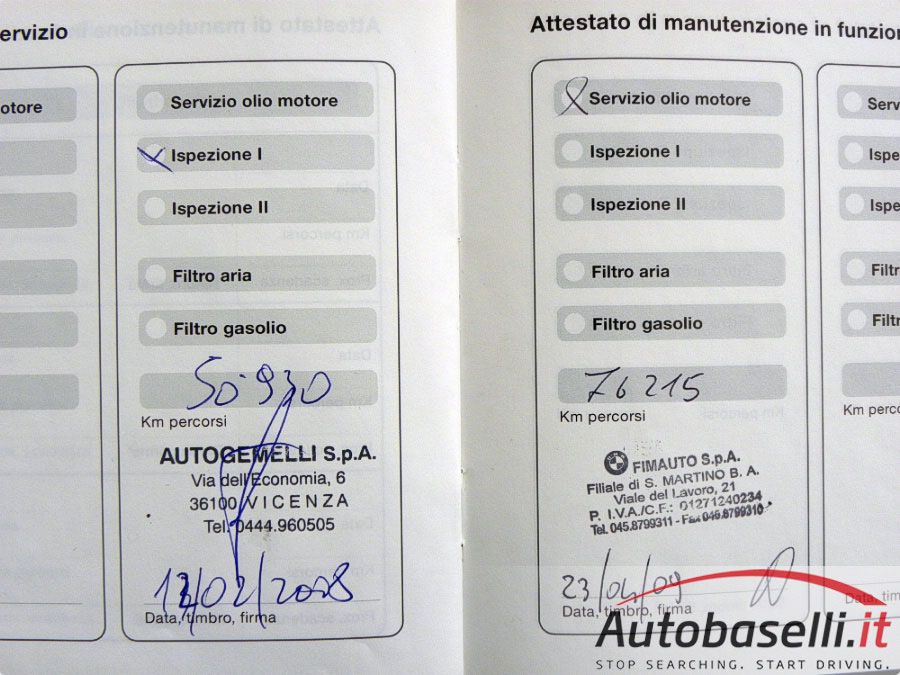 ervizio
otore
Servizio olio motore
Ispezione I
Ispezione II
Filtro aria
Filtro gasolio
50.930
Km percorsi
AUTOGEMELLI S.p.A.
Via dell'Economia, 6
36100 VICENZA
Tel. 0444.960505
/02/2008
Data, timbro, firma
Attestato di manutenzione in funzion
Servizio olio motore
Ispezione I
Ispezione II
Filtro aria
Filtro gasolio
76215
Km percorsi
FIMAUTO S.p.A.
Filiale di S. MARTINO B. A.
Viale del Lavoro, 21
P. I.V.A./C.F.: 01271240234
Tel. 045.8799311 - Fax 045.8799310
23/04/09
Data, timbro, firma
Serv
Ispe
Ispe
Filtr
Filtr
Km perco
Data, tim
Autobaselli.it
STOP SEARCHING. START DRIVING.